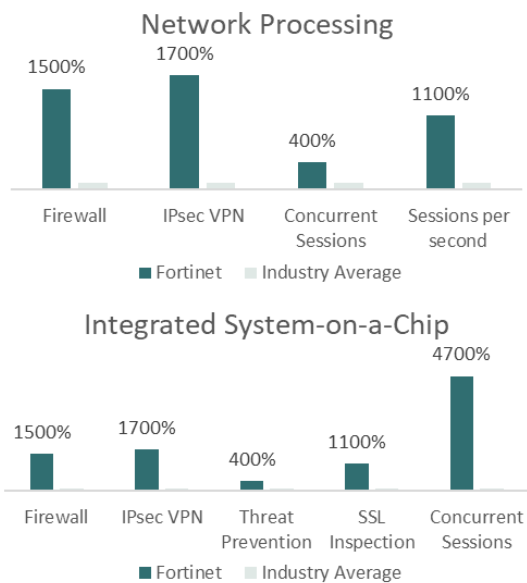 Network Processing
1500%
1700%
400%
1100%
Firewall
IPsec VPN
Concurrent
Sessions
Sessions per
second
Fortinet
Industry Average
Integrated System-on-a-Chip
1500%
1700%
400%
1100%
4700%
Firewall
IPsec VPN
Threat
Prevention
SSL
Inspection
Concurrent
Sessions
Fortinet
Industry Average